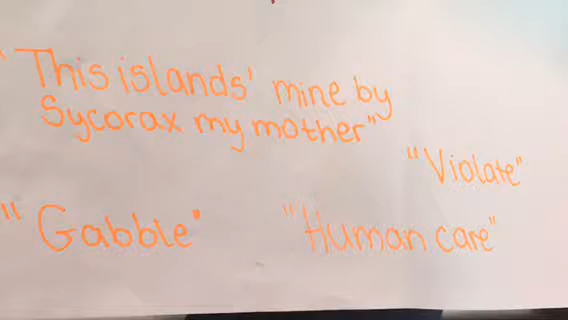 "This islands' mine by
Sycorax my mother"
"Violate"
"Gabble"
"Human care"